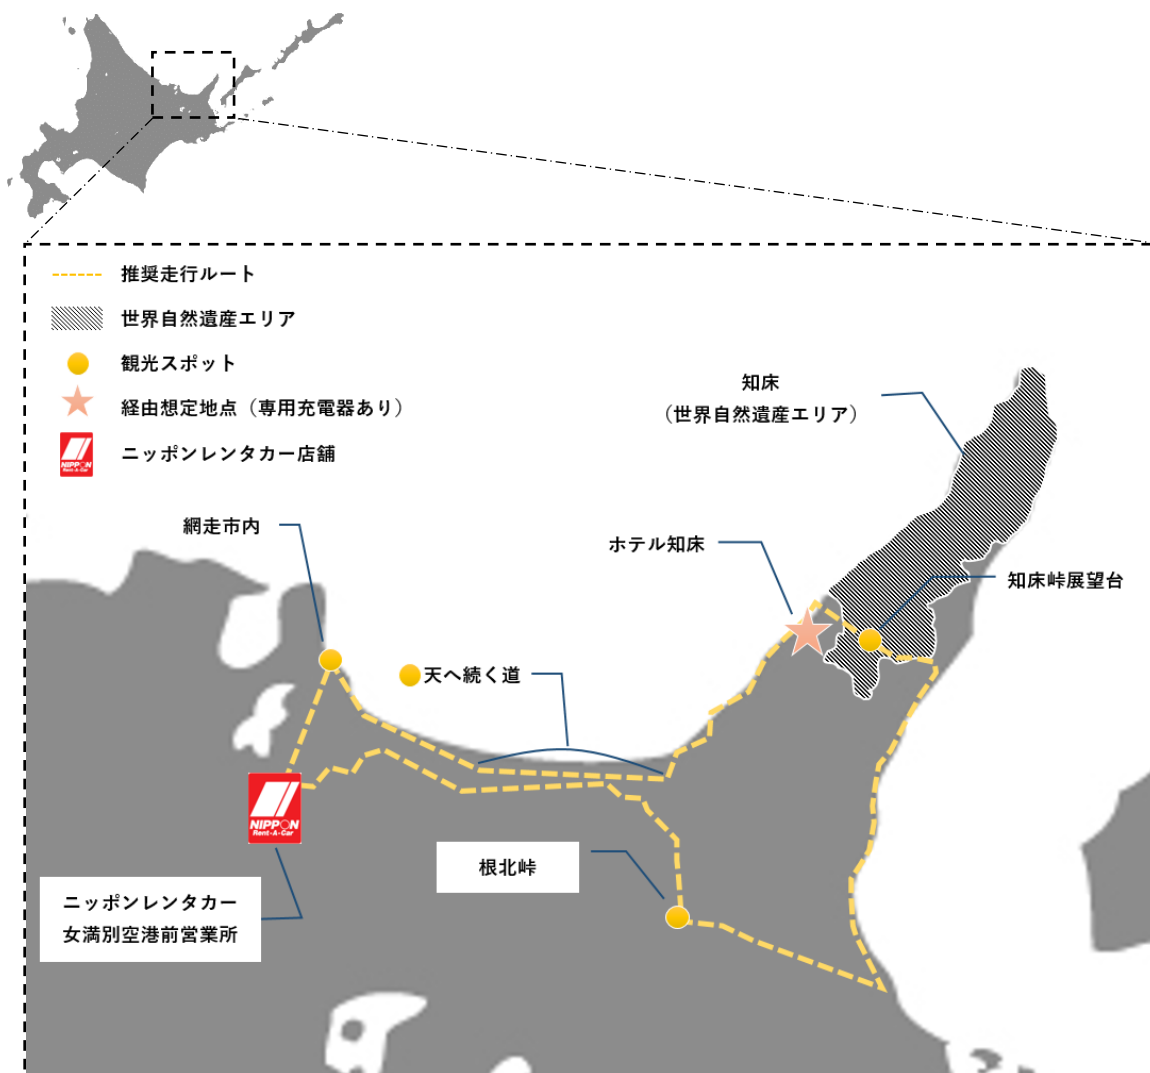 推奨走行ルート
世界自然遺産エリア
観光スポット
経由想定地点（専用充電器あり）
NIPPON
Rent-A-Car
ニッポンレンタカー店舗
知床
（世界自然遺産エリア）
網走市内
ホテル知床
知床峠展望台
天へ続く道
NIPPON
Rent-A-Car
根北峠
ニッポンレンタカー
女満別空港前営業所